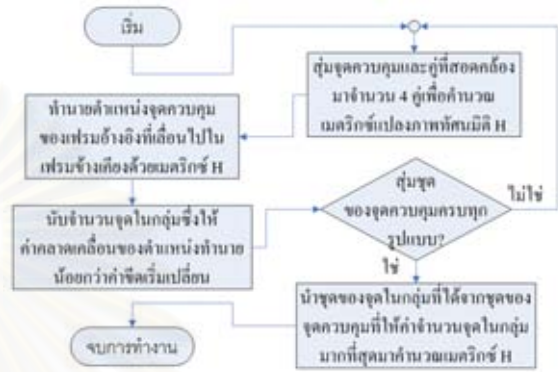 เริ่ม
สุ่มจุดควบคุมและคู่ที่สอดคล้อง
มาจำนวน 4 คู่เพื่อคำนวณ
เมตริกซ์แปลงภาพทัศนมิติ H
ทำนายตำแหน่งจุดควบคุม
ของเฟรมอ้างอิงที่เลื่อนไปใน
เฟรมข้างเคียงด้วยเมตริกซ์ H
นับจำนวนจุดในกลุ่มซึ่งให้
ค่าคลาดเคลื่อนของตำแหน่งทำนาย
น้อยกว่าค่าขีดเริ่มเปลี่ยน
สุ่มชุด
ของจุดควบคุมครบทุก
รูปแบบ?
ไม่ใช่
ใช่
นำชุดของจุดในกลุ่มที่ได้จากชุดของ
จุดควบคุมที่ให้ค่าจำนวนจุดในกลุ่ม
มากที่สุดมาคำนวณเมตริกซ์ H
จบการทำงาน